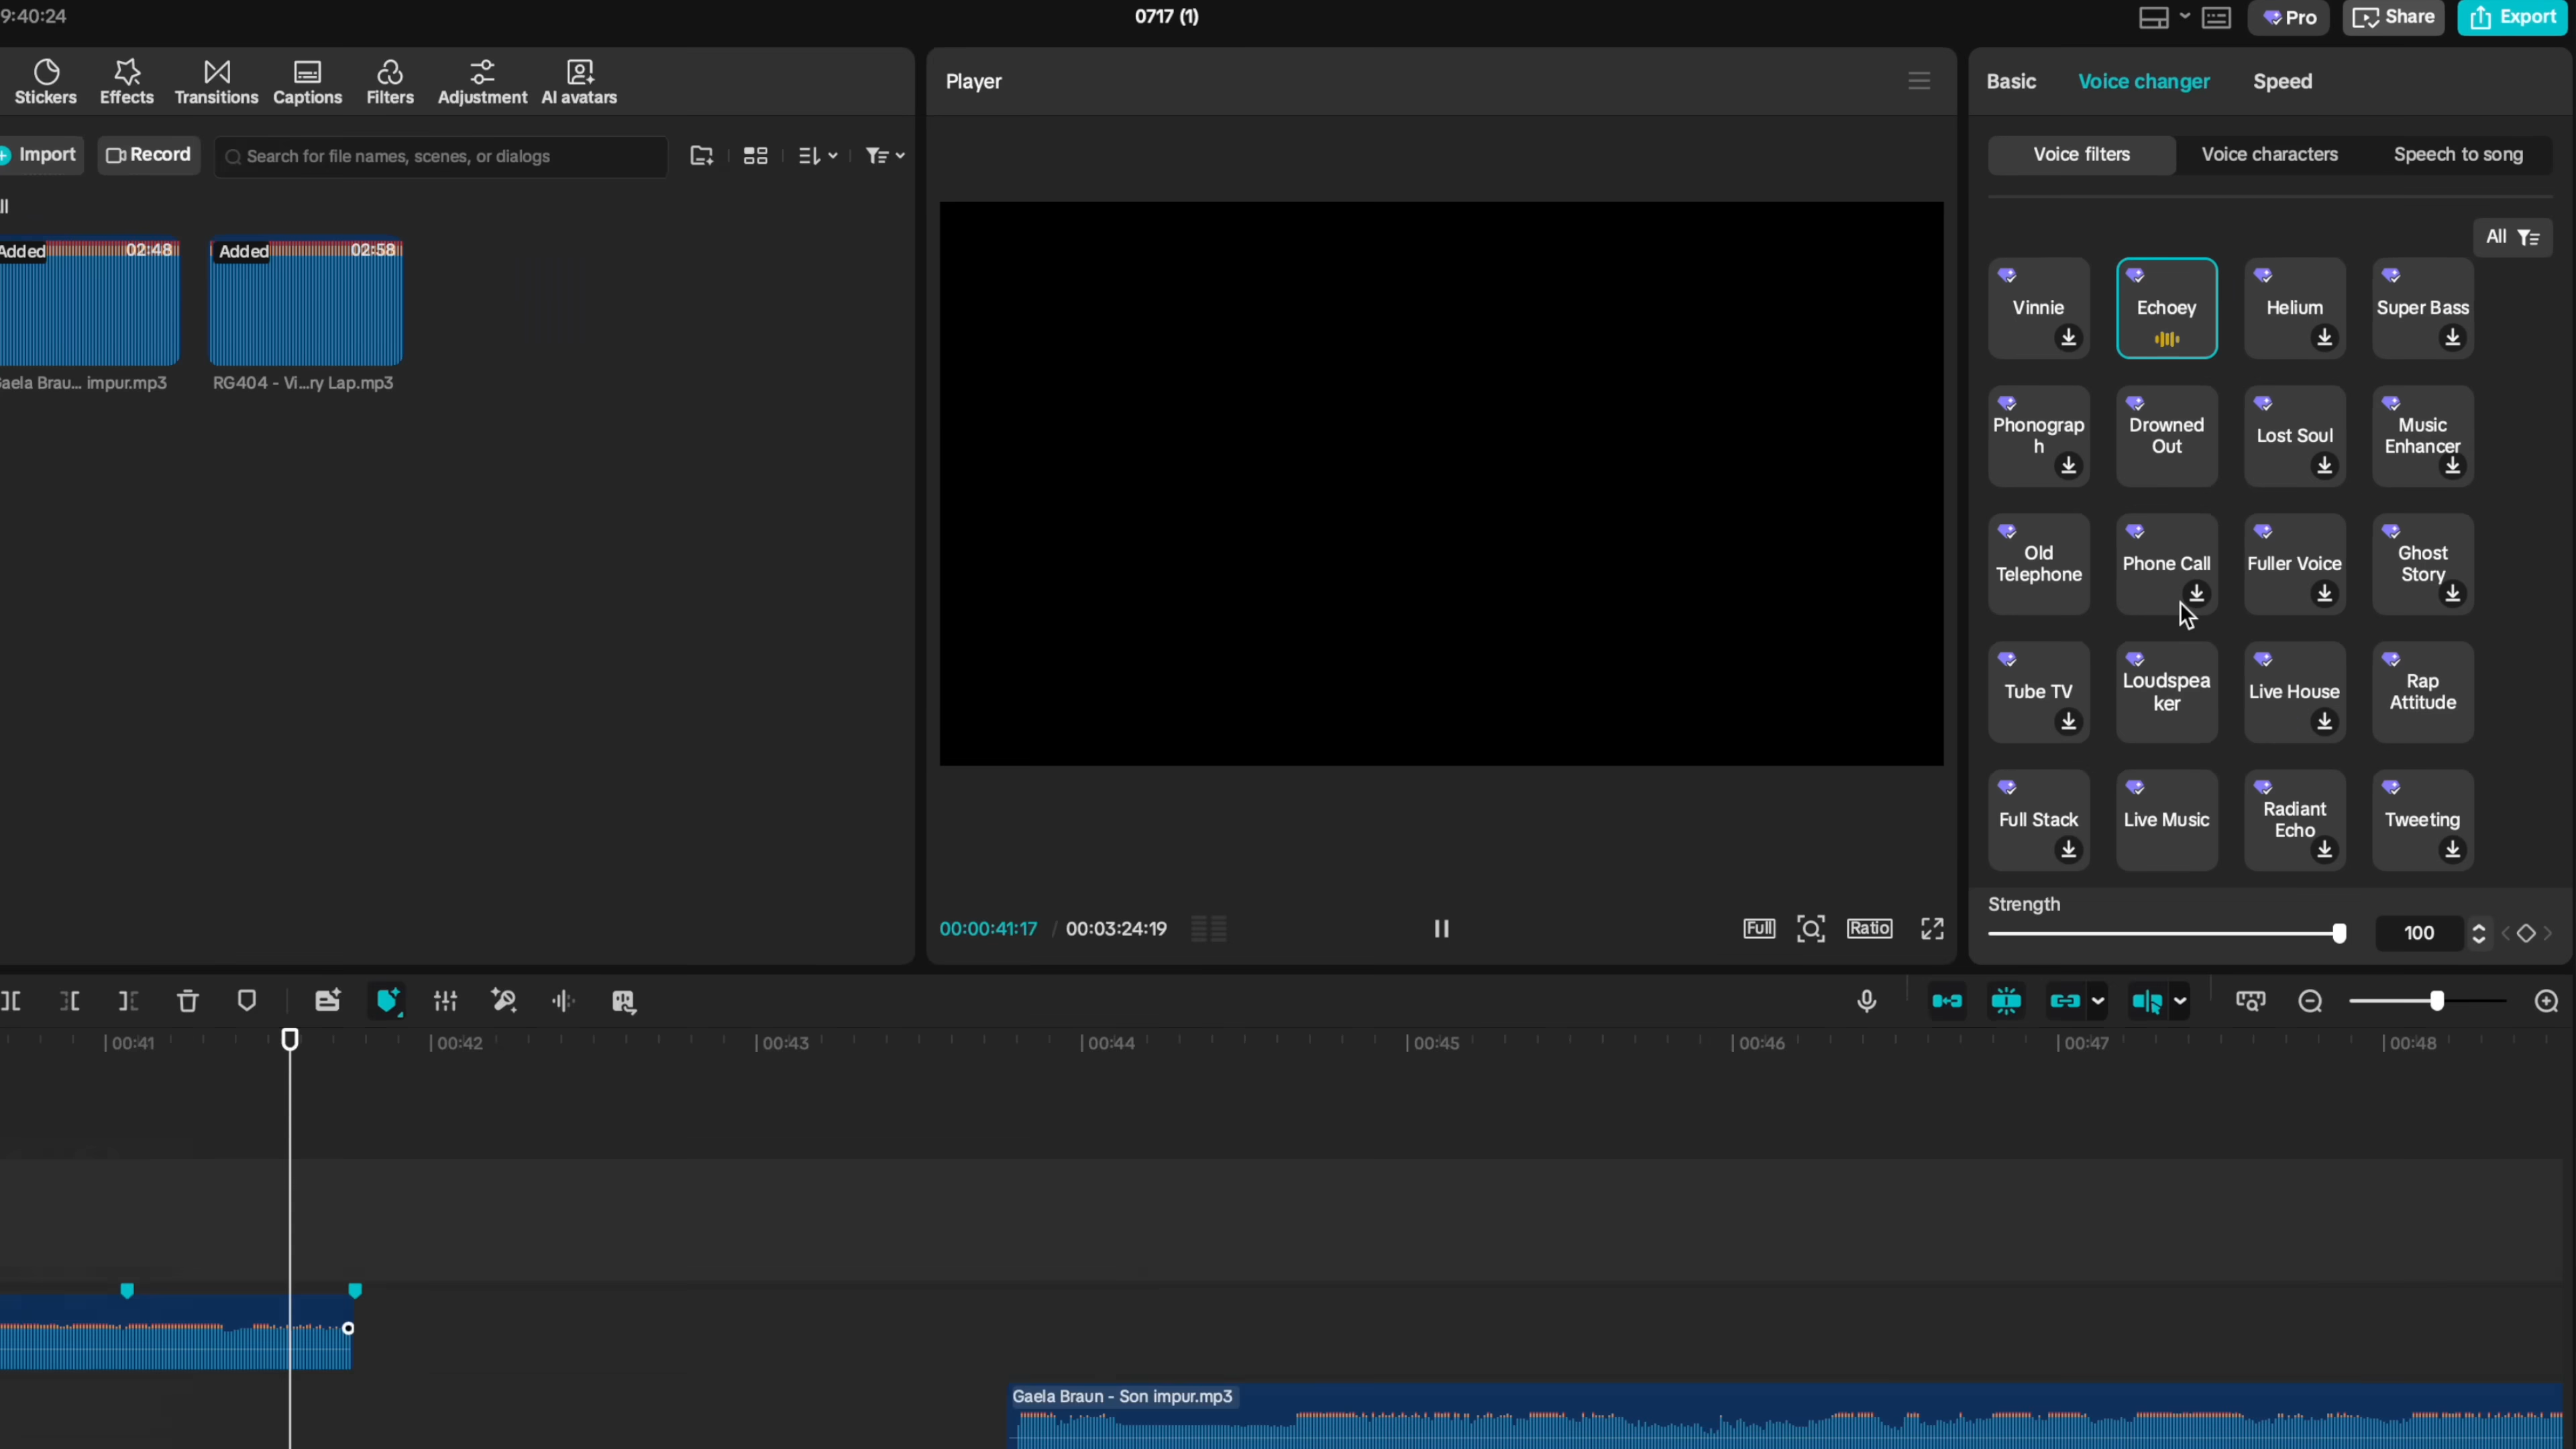 9:40:24
0717 (1)
Pro
Share
Export
Stickers
Effects
Transitions
Captions
Filters
Adjustment
AI avatars
Player
Basic
Voice changer
Speed
Import
Record
Search for file names, scenes, or dialogs
Voice filters
Voice characters
Speech to song
ll
All
Added
02:48
Added
02:58
aela Brau... impur.mp3
RG404 - Vi...ry Lap.mp3
Vinnie
Echoey
Helium
Super Bass
Phonograp
h
Drowned
Out
Lost Soul
Music
Enhancer
Old
Telephone
Phone Call
Fuller Voice
Ghost
Story
Tube TV
Loudspea
ker
Live House
Rap
Attitude
Full Stack
Live Music
Radiant
Echo
Tweeting
Strength
100
00:00:41:17 / 00:03:24:19
Full
Ratio
00:41
00:42
00:43
00:44
00:45
00:46
00:47
00:48
Gaela Braun - Son impur.mp3